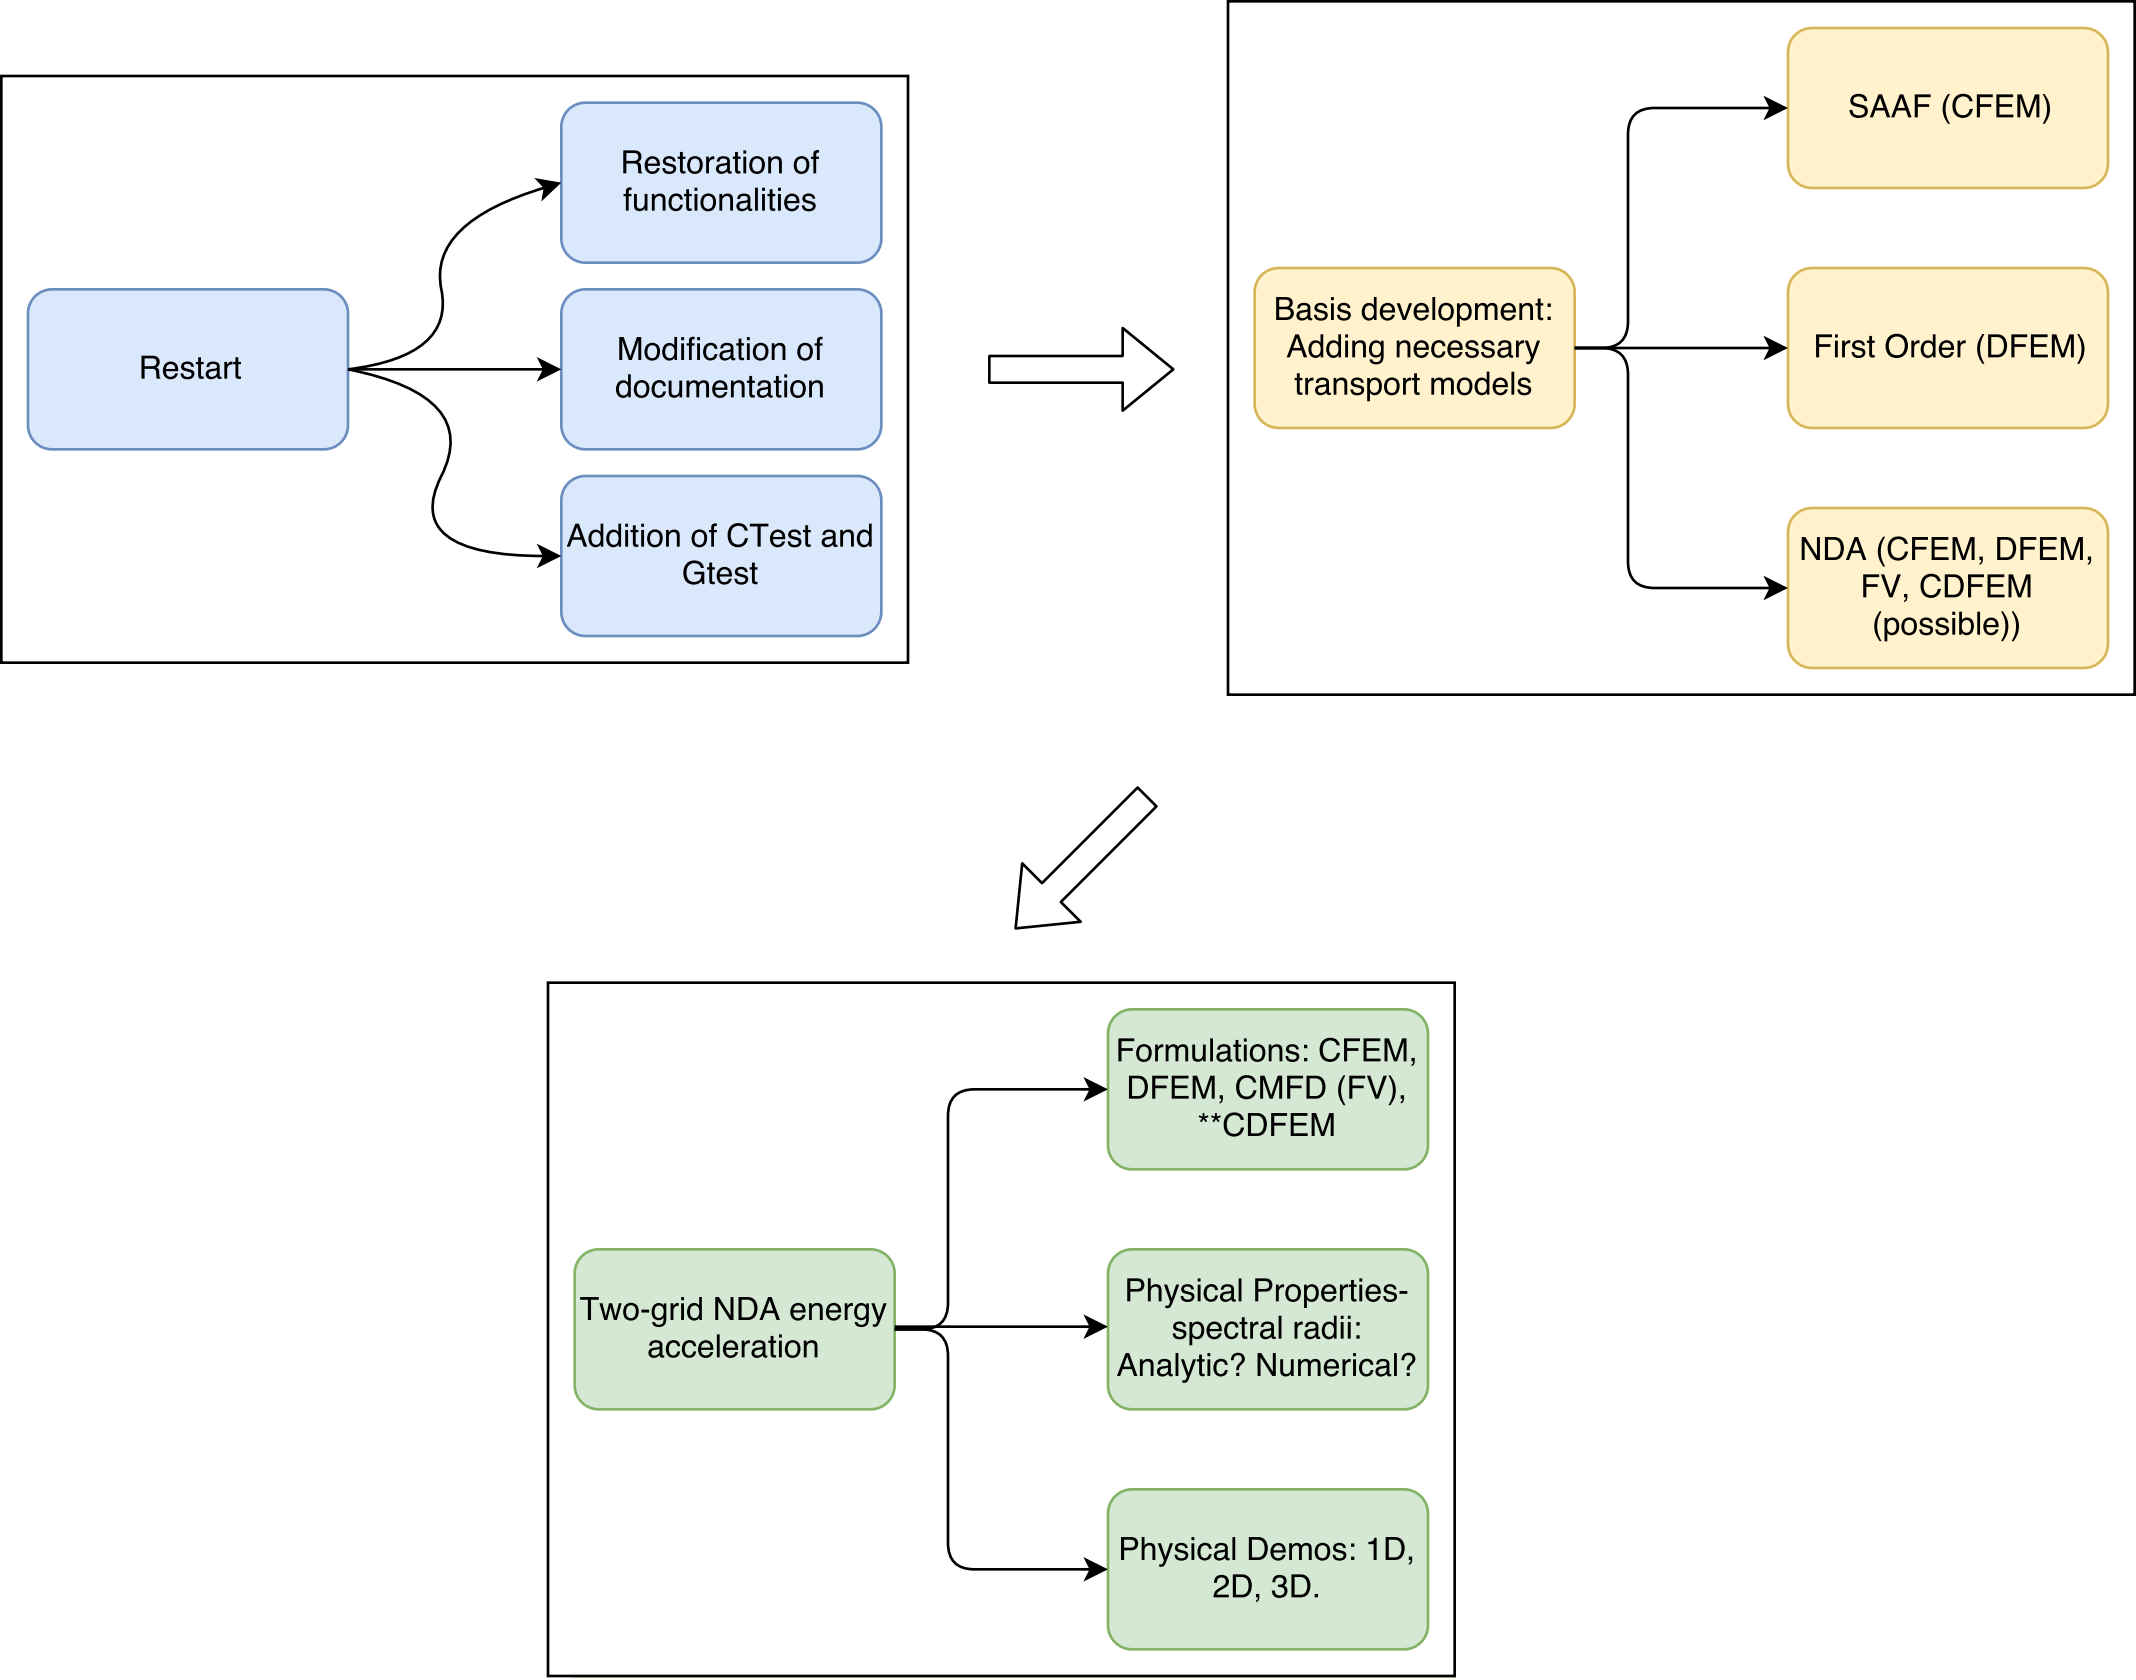 Restart
Restoration of
functionalities
Modification of
documentation
Addition of CTest and
Gtest
Basis development:
Adding necessary
transport models
SAAF (CFEM)
First Order (DFEM)
NDA (CFEM, DFEM,
FV, CDFEM
(possible))
Two-grid NDA energy
acceleration
Formulations: CFEM,
DFEM, CMFD (FV),
**CDFEM
Physical Properties-
spectral radii:
Analytic? Numerical?
Physical Demos: 1D,
2D, 3D.